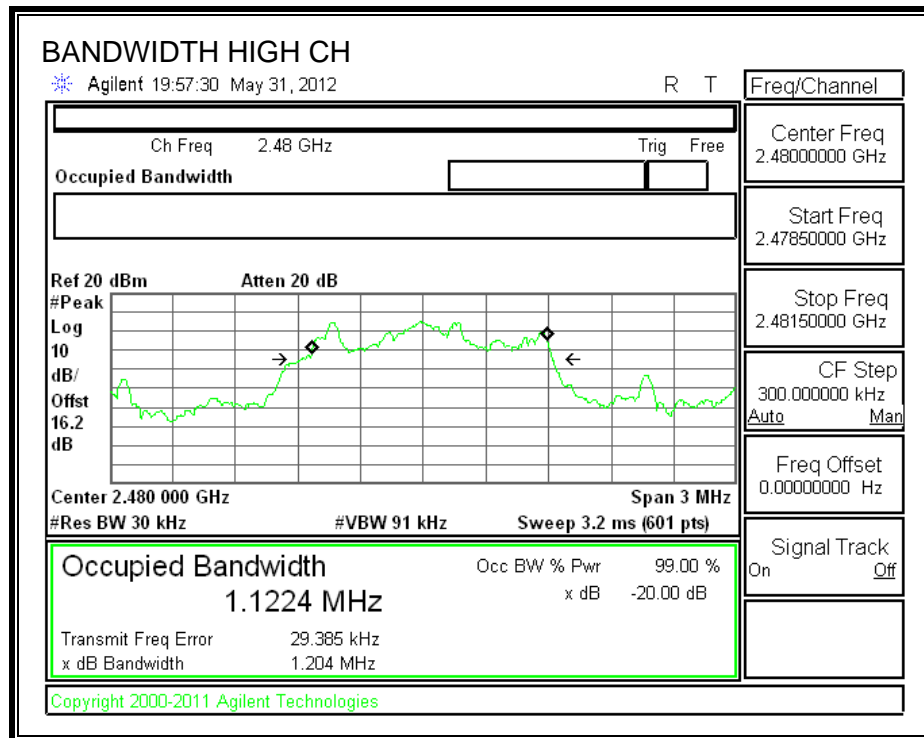 BANDWIDTH HIGH CH
Agilent 19:57:30 May 31, 2012 R T
Freq/Channel
Ch Freq 2.48 GHz Trig Free
Occupied Bandwidth
Center Freq
2.48000000 GHz
Start Freq
2.47850000 GHz
Stop Freq
2.48150000 GHz
CF Step
300.000000 kHz
Auto Man
Freq Offset
0.00000000 Hz
Signal Track
On Off
Ref 20 dBm Atten 20 dB
#Peak
Log
10
dB/
Offst
16.2
dB
Center 2.480 000 GHz Span 3 MHz
#Res BW 30 kHz #VBW 91 kHz Sweep 3.2 ms (601 pts)
Occupied Bandwidth Occ BW % Pwr 99.00 %
1.1224 MHz x dB -20.00 dB
Transmit Freq Error 29.385 kHz
x dB Bandwidth 1.204 MHz
Copyright 2000-2011 Agilent Technologies